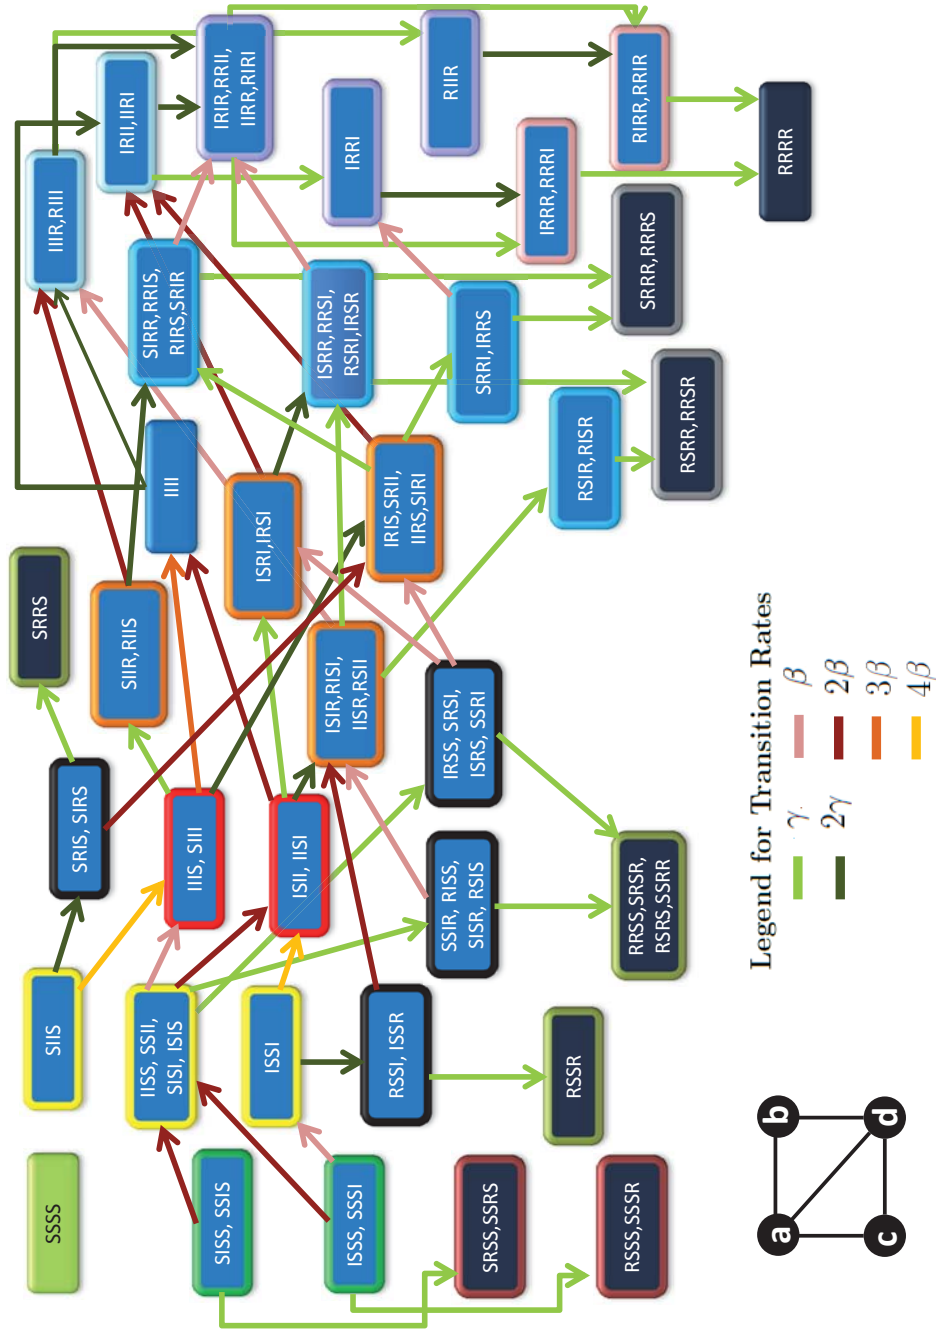 SSSS
SISS, SSIS
ISSS, SSSI
SRSS,SSRS
RSSS,SSSR
SIIS
IISS, SSII,
SISI, ISIS
ISSI
RSSI, ISSR
RSSR
SRIS, SIRS
IIIS, SIII
ISII, IISI
SSIR, RISS,
SISR, RSIS
IRSS, SRSI,
ISRS, SSRI
RRSS,SRSR,
RSRS,SSRR
SRRS
SIIR,RIIS
ISIR,RISI,
IISR,RSII
IIII
ISRI,IRSI
IRIS,SRII,
IIRS,SIRI
RSIR,RISR
RSRR,RRSR
IIIR,RIII
SIRR,RRIS,
RIRS,SRIR
ISRR,RRSI,
RSRI,IRSR
SRRI,IRRS
SRRR,RRRS
IRII,IIRI
IRIR,RRII,
IIRR,RIRI
IRRI
RIIR
IRRR,RRRI
RIRR,RRIR
RRRR
a b
c d
Legend for Transition Rates
γ β
2γ 2β
3β
4β